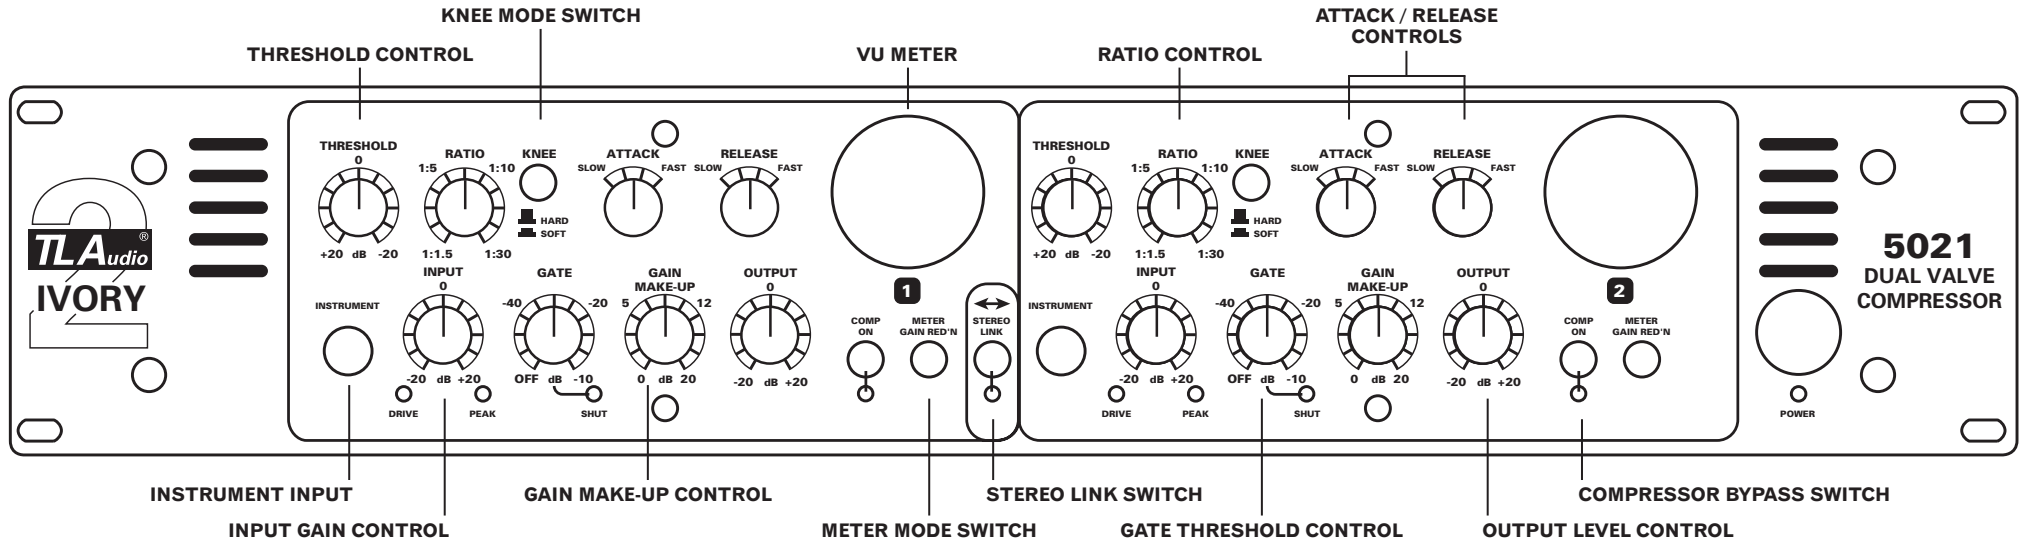 KNEE MODE SWITCH
ATTACK / RELEASE
CONTROLS
THRESHOLD CONTROL
VU METER
RATIO CONTROL
THRESHOLD
0
+20 dB -20
RATIO
1:5 1:10
1:1.5 1:30
KNEE
HARD
SOFT
ATTACK
SLOW FAST
RELEASE
SLOW FAST
INSTRUMENT
INPUT
0
-20 dB +20
DRIVE PEAK
GATE
-40 -20
OFF dB -10
SHUT
GAIN
MAKE-UP
5 12
0 dB 20
OUTPUT
0
-20 dB +20
1
COMP
ON
METER
GAIN RED'N
STEREO
LINK
THRESHOLD
0
+20 dB -20
RATIO
1:5 1:10
1:1.5 1:30
KNEE
HARD
SOFT
ATTACK
SLOW FAST
RELEASE
SLOW FAST
INSTRUMENT
INPUT
0
-20 dB +20
DRIVE PEAK
GATE
-40 -20
OFF dB -10
SHUT
GAIN
MAKE-UP
5 12
0 dB 20
OUTPUT
0
-20 dB +20
2
COMP
ON
METER
GAIN RED'N
2
TLAudio®
IVORY
5021
DUAL VALVE
COMPRESSOR
POWER
INSTRUMENT INPUT
GAIN MAKE-UP CONTROL
STEREO LINK SWITCH
COMPRESSOR BYPASS SWITCH
INPUT GAIN CONTROL
METER MODE SWITCH
GATE THRESHOLD CONTROL
OUTPUT LEVEL CONTROL